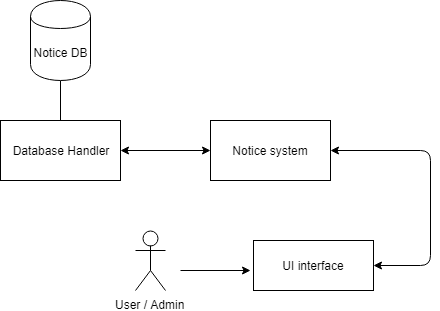 Notice DB
Database Handler
Notice system
UI interface
User / Admin